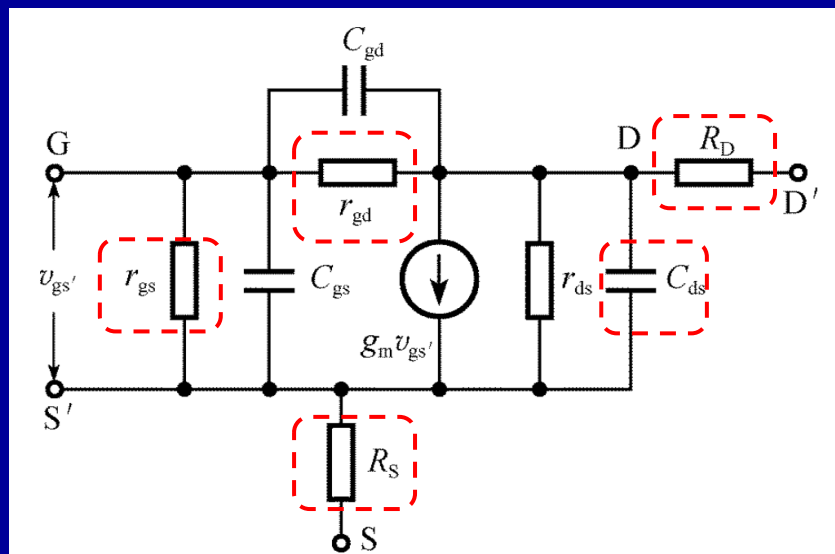 C_gd
G
D
R_D
r_gd
D'
v_gs'
r_gs
C_gs
r_ds
C_ds
g_m v_gs'
S'
R_S
S